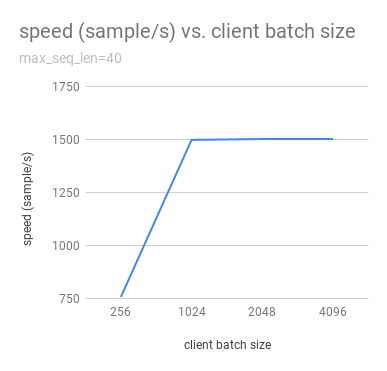 speed (sample/s) vs. client batch size
max_seq_len=40
1750
1500
1250
1000
750
speed (sample/s)
256 1024 2048 4096
client batch size